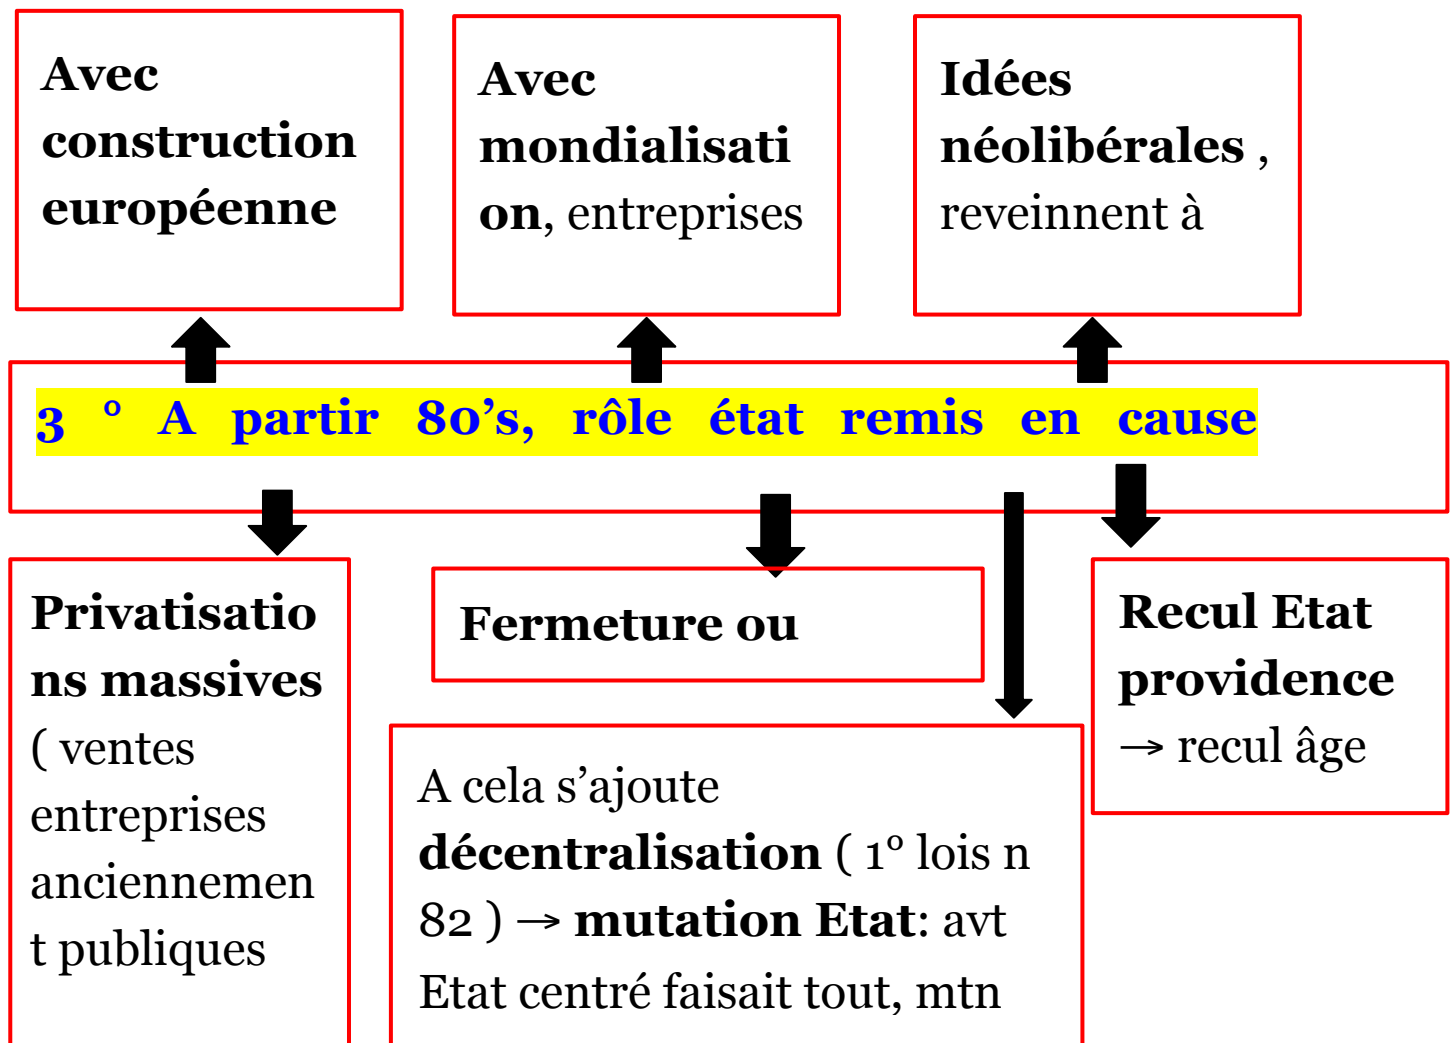 Avec
construction
européenne
Avec
mondialisati
on, entreprises
Idées
néolibérales ,
reveinnent à
3 ° A partir 80’s, rôle état remis en cause
Privatisatio
ns massives
( ventes
entreprises
anciennemen
t publiques
Fermeture ou
A cela s’ajoute
décentralisation ( 1° lois n
82 ) → mutation Etat: avt
Etat centré faisait tout, mtn
Recul Etat
providence
→ recul âge